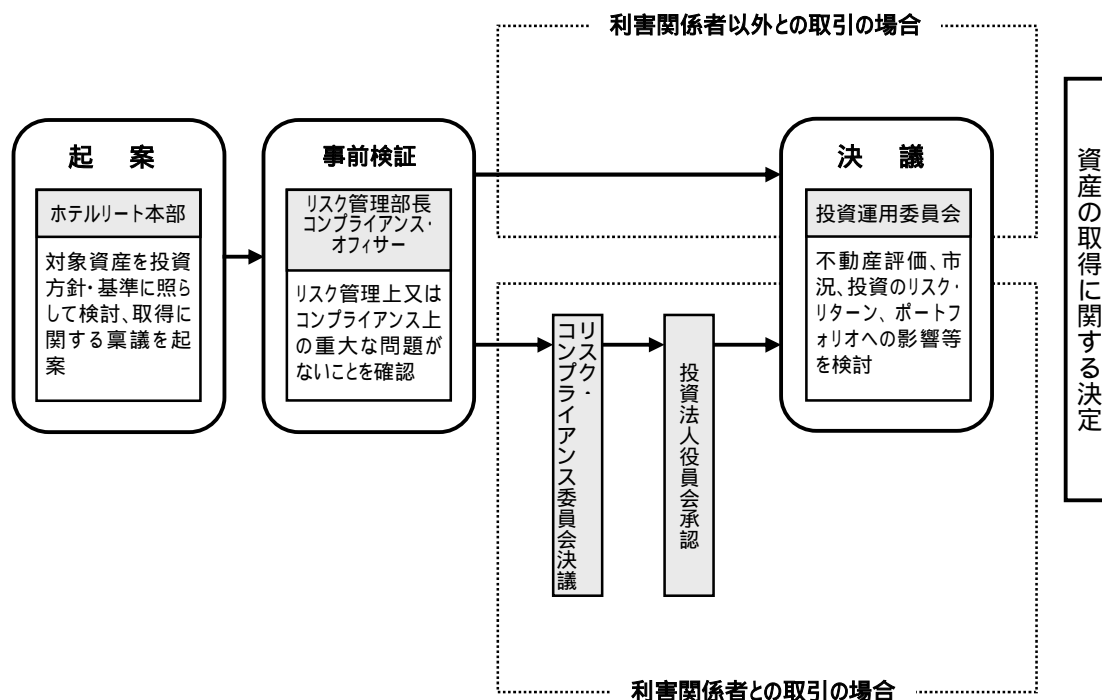 利害関係者以外との取引の場合
起 案
ホテルリート本部
対象資産を投資
方針・基準に照ら
して検討、取得に
関する稟議を起
案
事前検証
リスク管理部長
コンプライアンス・
オフィサー
リスク管理上又は
コンプライアンス上
の重大な問題が
ないことを確認
リスク・
コンプライアンス委員会決議
投資法人役員会承認
決 議
投資運用委員会
不動産評価、市
況、投資のリスク・
リターン、ポートフ
ォリオへの影響等
を検討
資産の取得に関する決定
利害関係者との取引の場合